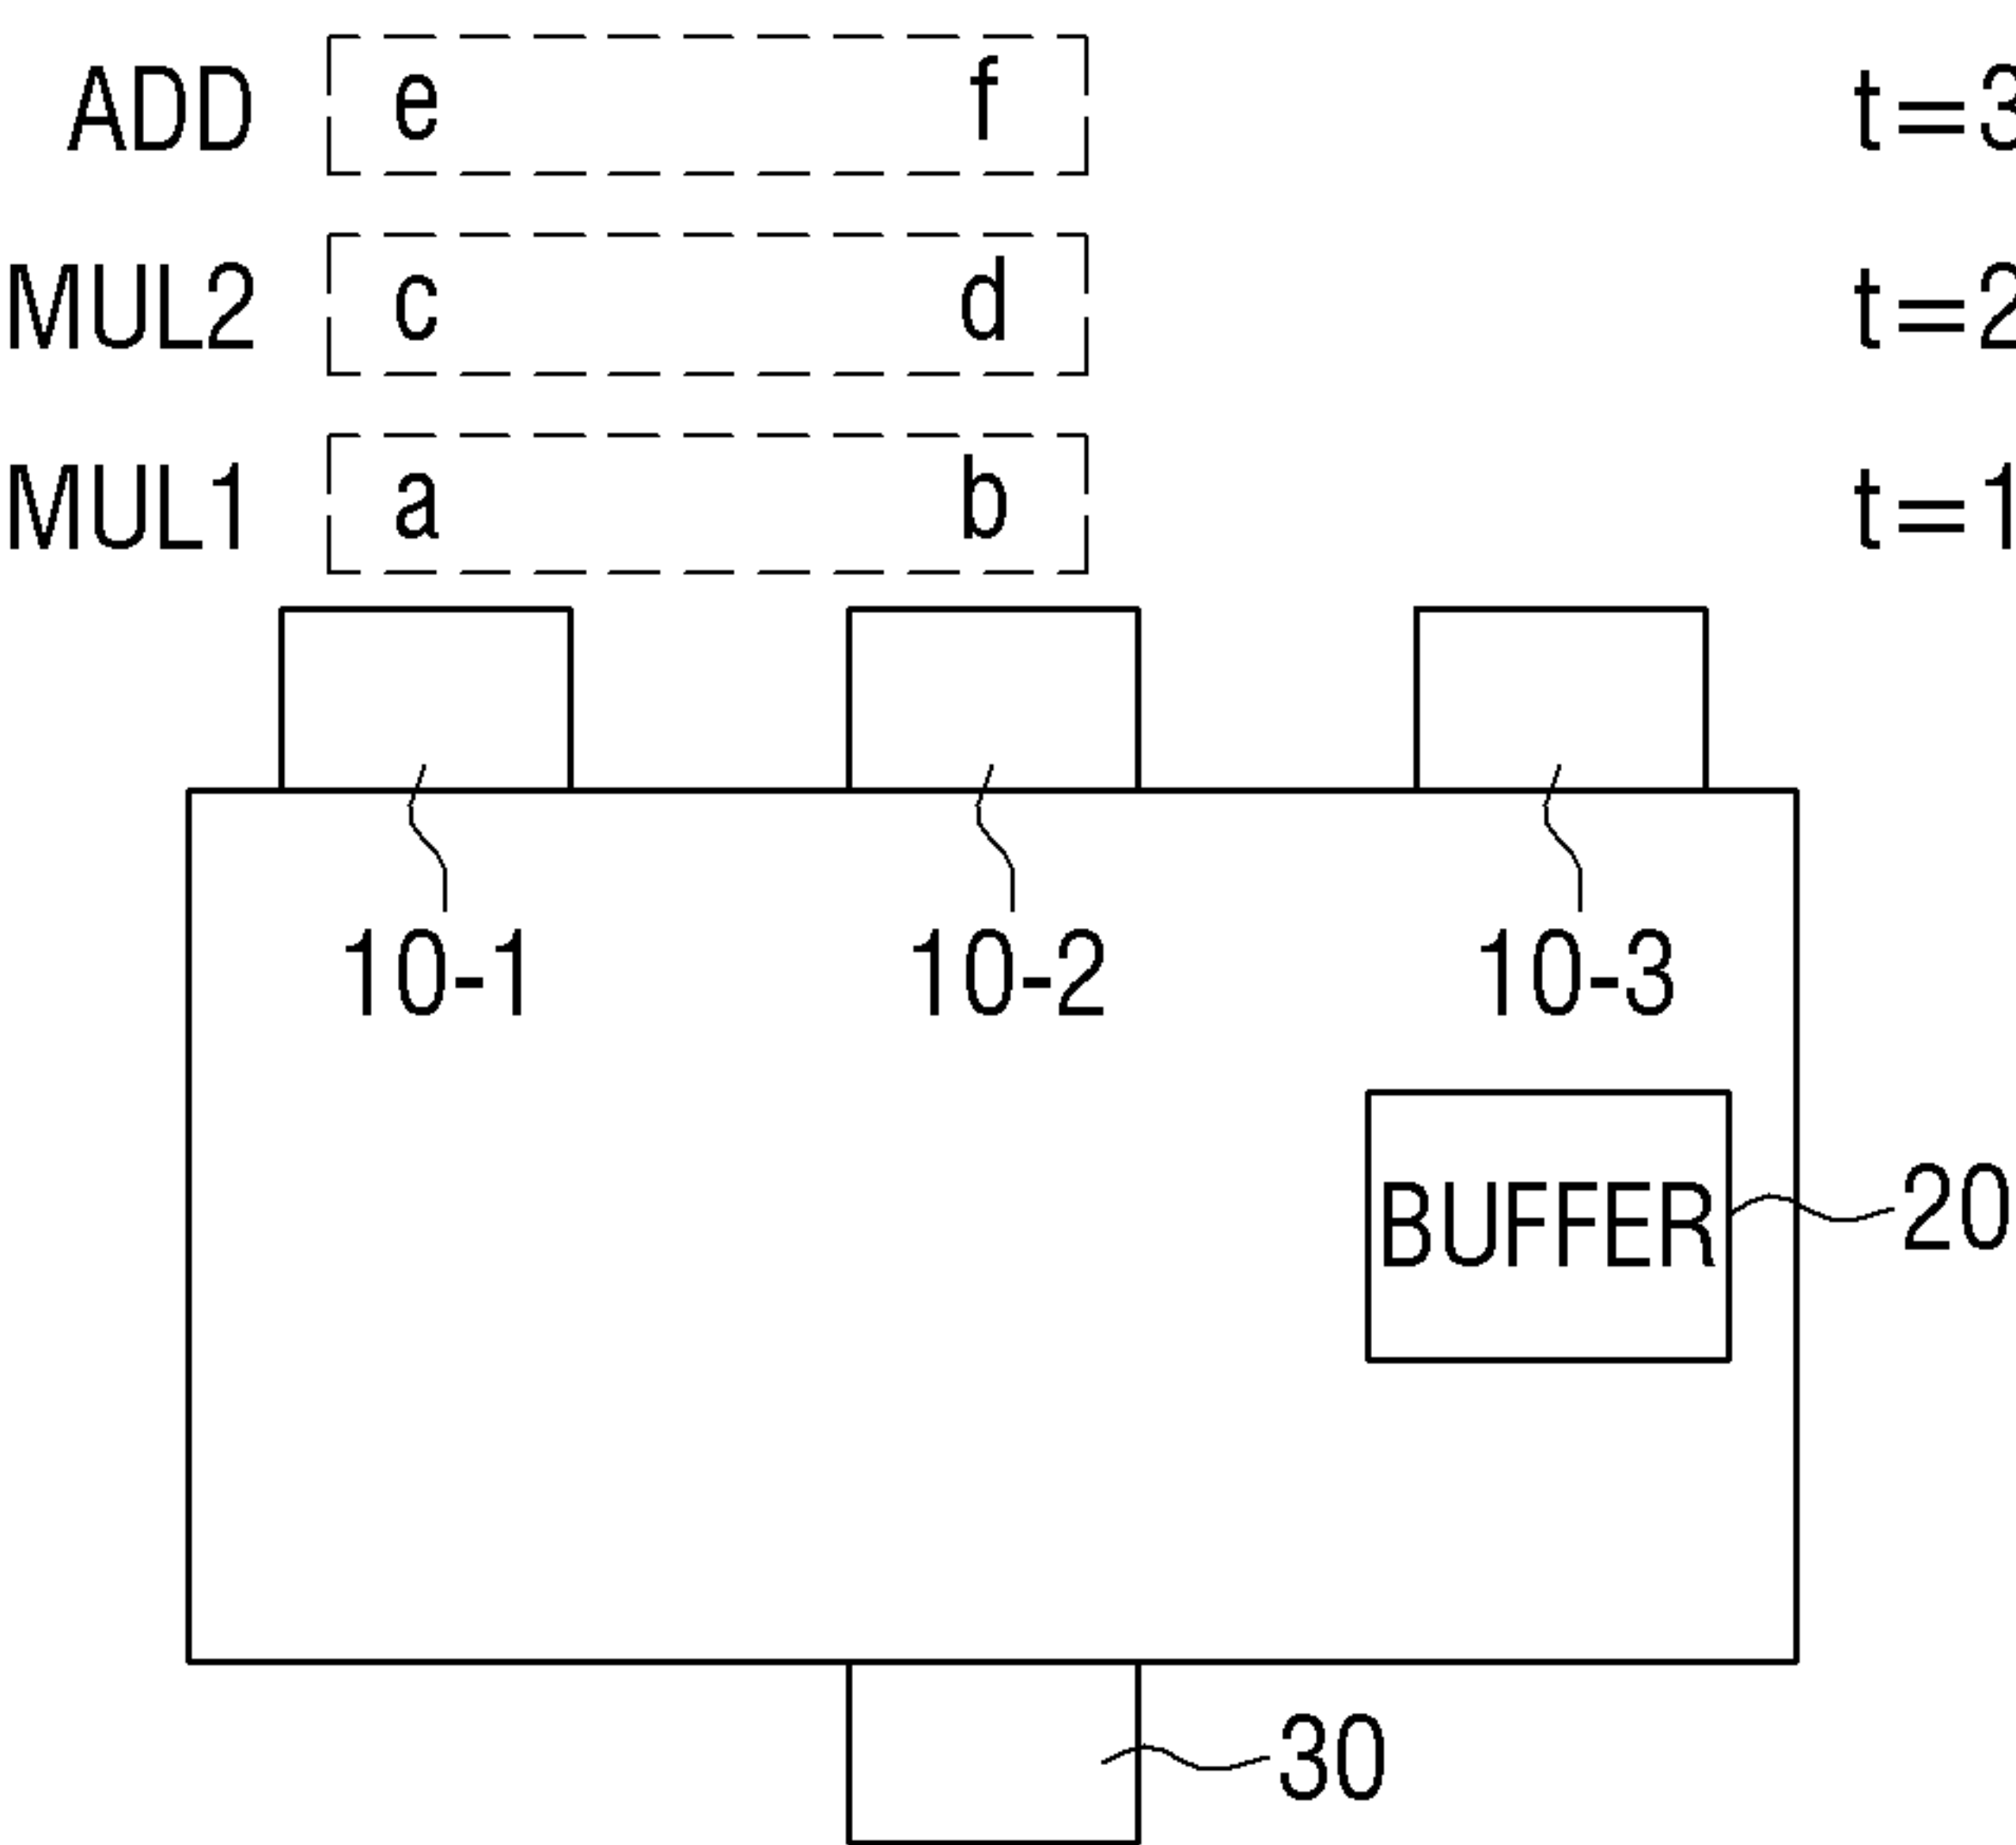 ADD e f t=3
MUL2 c d t=2
MUL1 a b t=1
10-1 10-2 10-3
BUFFER 20
30